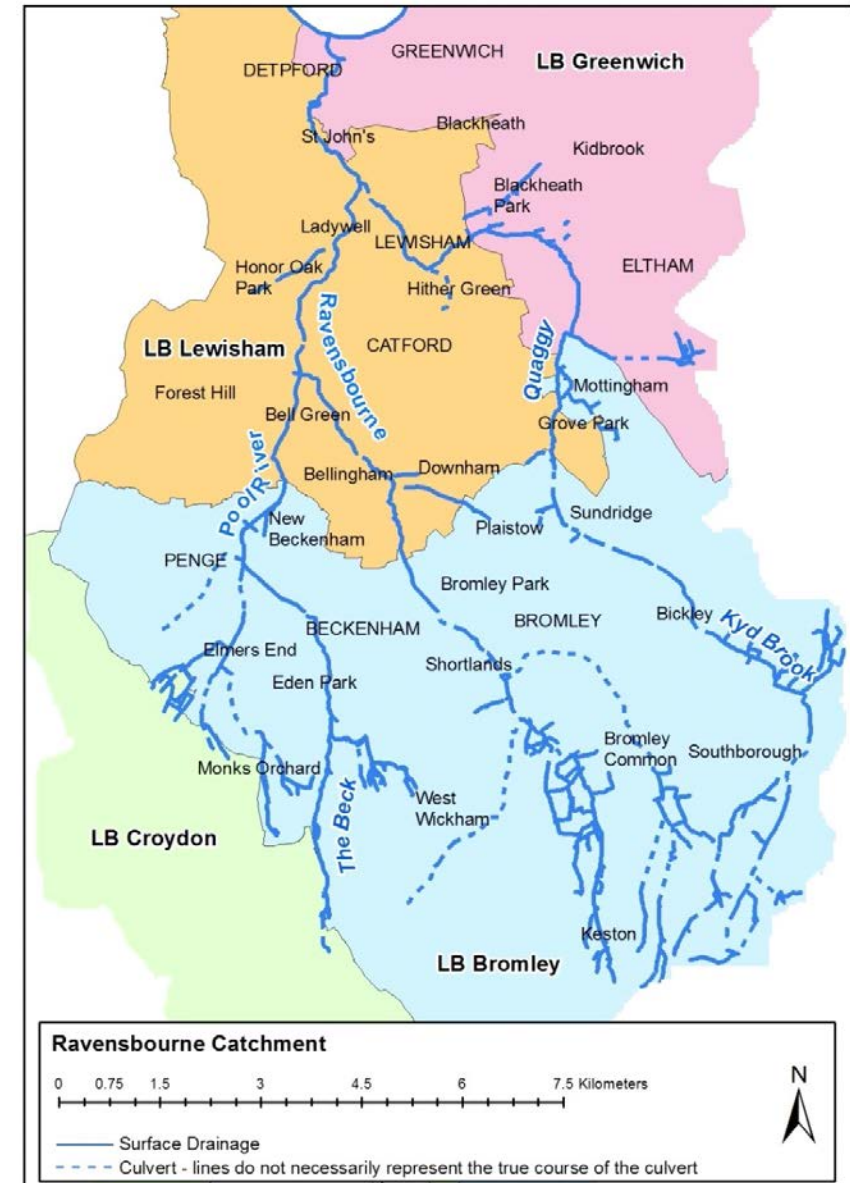 GREENWICH
LB Greenwich
DETPFORD
Blackheath
St John's
Kidbrook
Blackheath
Park
Ladywell
LEWISHAM
Honor Oak
Park
ELTHAM
Hither Green
Ravensbourne
LB Lewisham
CATFORD
Quaggy
Forest Hill
Mottingham
Bell Green
Grove Park
Pool River
Bellingham
Downham
New
Beckenham
Plaistow
Sundridge
PENGE
Bromley Park
BECKENHAM
BROMLEY
Bickley
Kyd Brook
Elmers End
Shortlands
Eden Park
Bromley
Common
Southborough
Monks Orchard
The Beck
West
Wickham
LB Croydon
Keston
LB Bromley
Ravensbourne Catchment
0 0.75 1.5 3 4.5 6 7.5 Kilometers
N
Surface Drainage
Culvert - lines do not necessarily represent the true course of the culvert